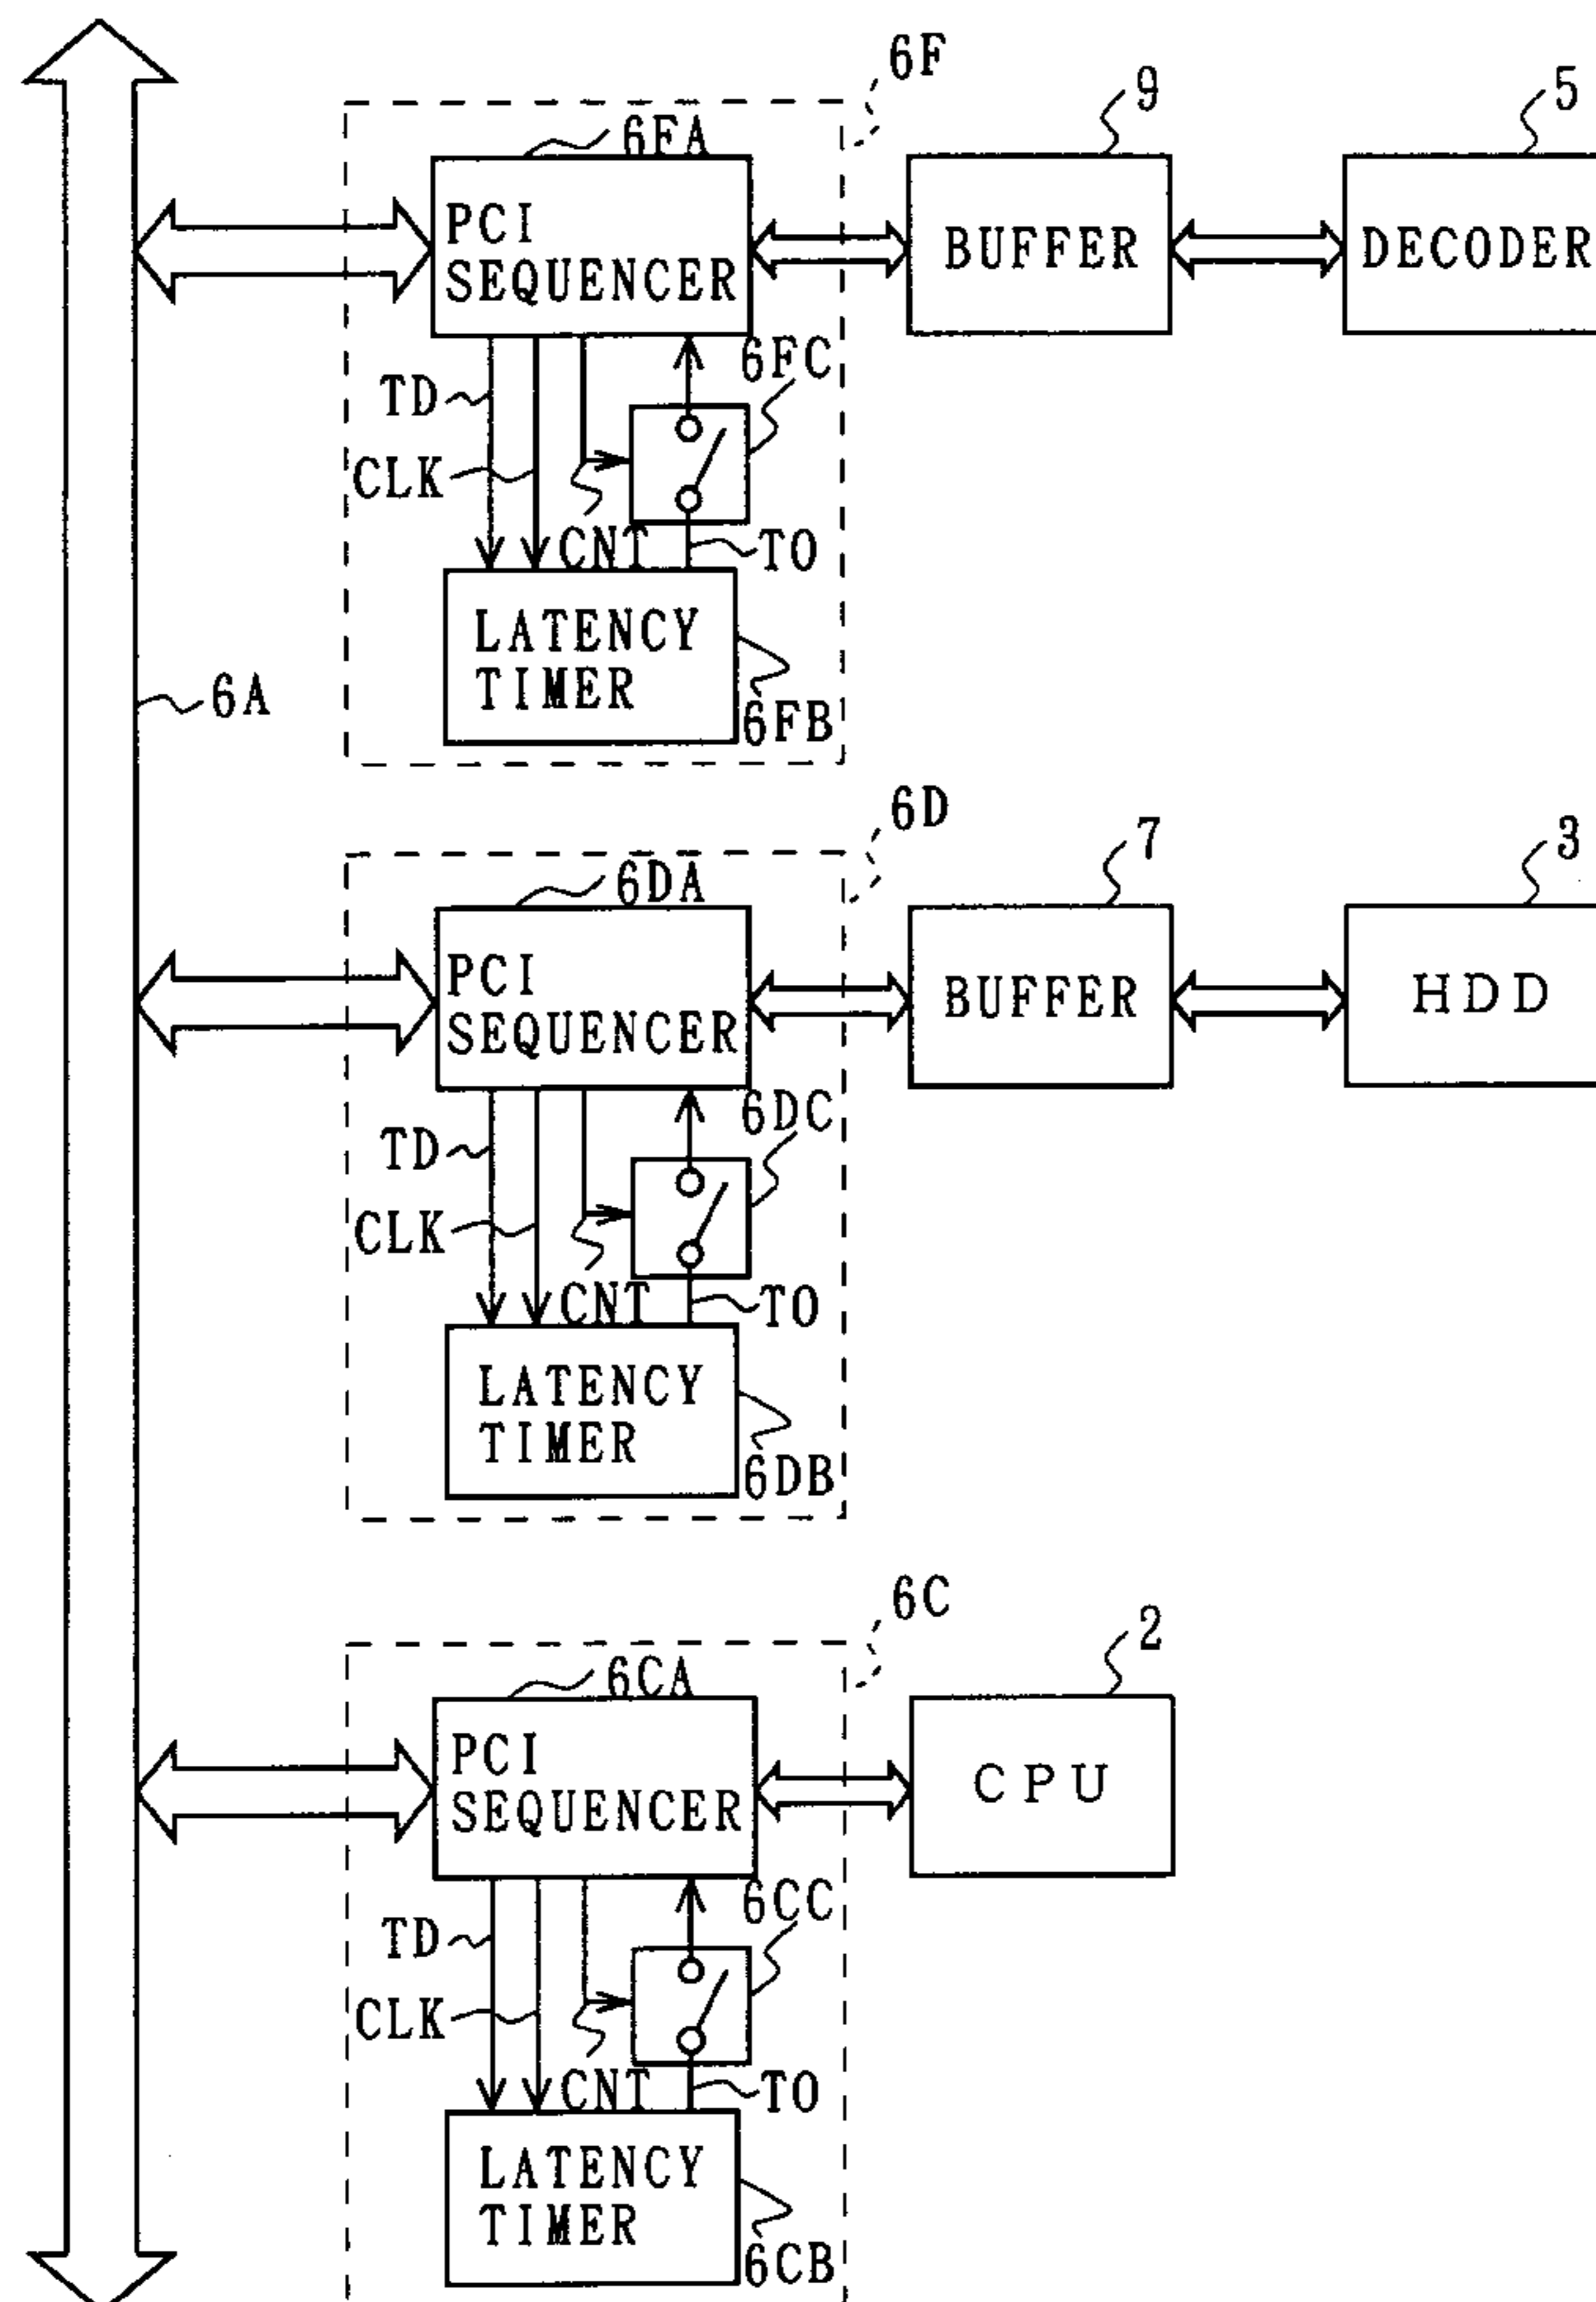 6F
9
5
6FA
PCI
SEQUENCER
BUFFER
DECODER
6FC
TD
CLK
CNT
TO
LATENCY
TIMER
6FB
6A
6D
7
3
6DA
PCI
SEQUENCER
BUFFER
HDD
6DC
TD
CLK
CNT
TO
LATENCY
TIMER
6DB
6C
2
6CA
PCI
SEQUENCER
CPU
6CC
TD
CLK
CNT
TO
LATENCY
TIMER
6CB